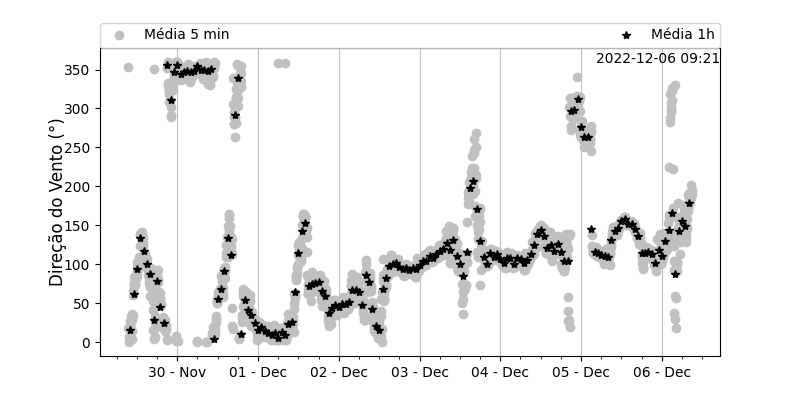 Média 5 min
Média 1h
2022-12-06 09:21
Direção do Vento (°)
350
300
250
200
150
100
50
0
30 - Nov
01 - Dec
02 - Dec
03 - Dec
04 - Dec
05 - Dec
06 - Dec